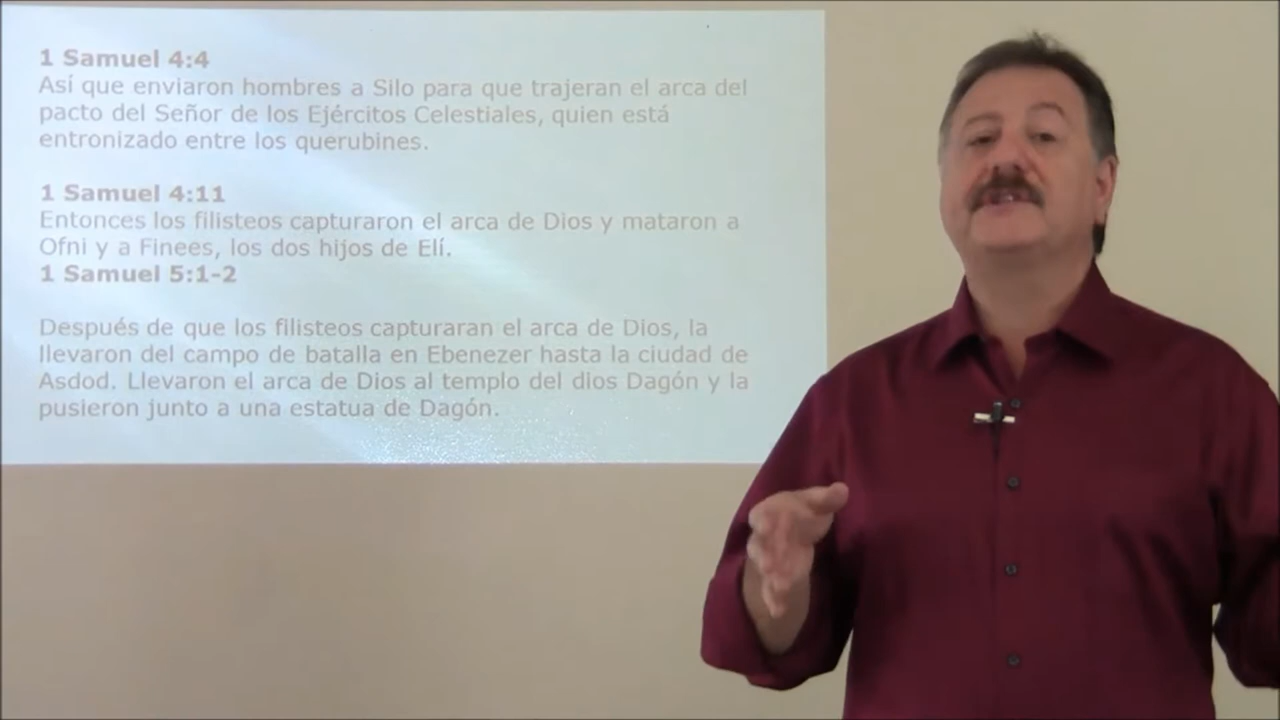 1 Samuel 4:4
Así que enviaron hombres a Silo para que trajeran el arca del
pacto del Señor de los Ejércitos Celestiales, quien está
entronizado entre los querubines.
1 Samuel 4:11
Entonces los filisteos capturaron el arca de Dios y mataron a
Ofni y a Finees, los dos hijos de Elí.
1 Samuel 5:1-2
Después de que los filisteos capturaran el arca de Dios, la
llevaron del campo de batalla en Ebenezer hasta la ciudad de
Asdod. Llevaron el arca de Dios al templo del dios Dagón y la
pusieron junto a una estatua de Dagón.